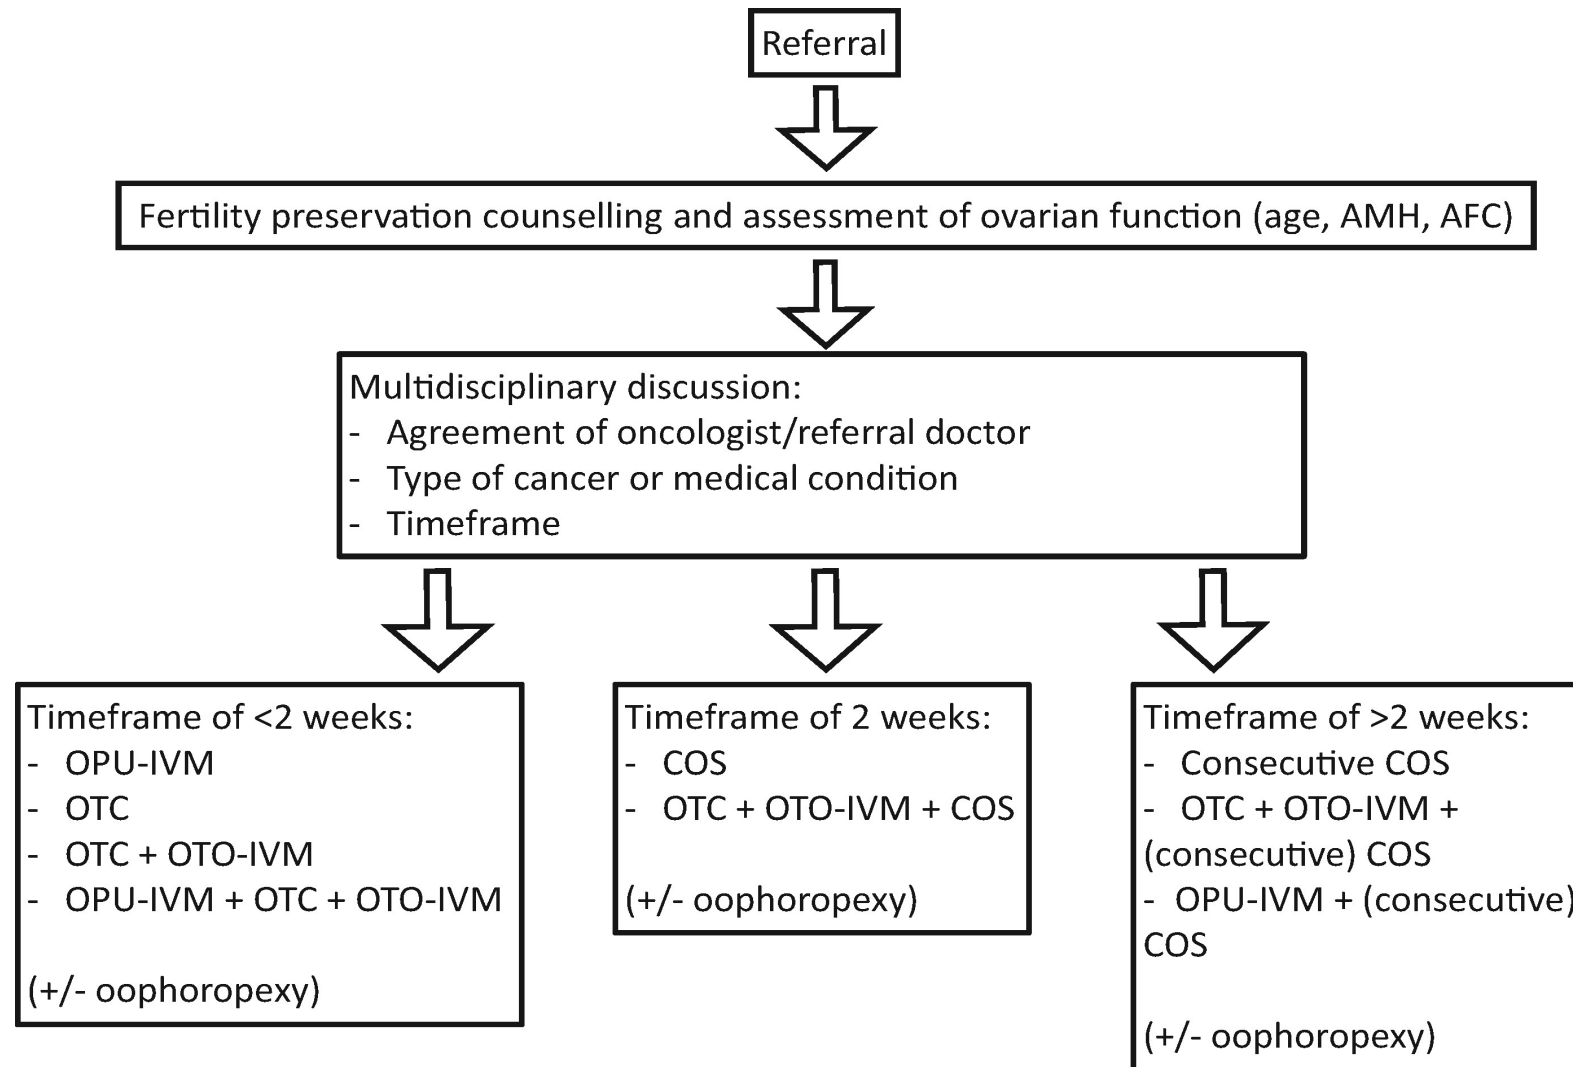 Referral
Fertility preservation counselling and assessment of ovarian function (age, AMH, AFC)
Multidisciplinary discussion:
- Agreement of oncologist/referral doctor
- Type of cancer or medical condition
- Timeframe
Timeframe of <2 weeks:
- OPU-IVM
- OTC
- OTC + OTO-IVM
- OPU-IVM + OTC + OTO-IVM
(+/- oophoropexy)
Timeframe of 2 weeks:
- COS
- OTC + OTO-IVM + COS
(+/- oophoropexy)
Timeframe of >2 weeks:
- Consecutive COS
- OTC + OTO-IVM +
(consecutive) COS
- OPU-IVM + (consecutive)
COS
(+/- oophoropexy)